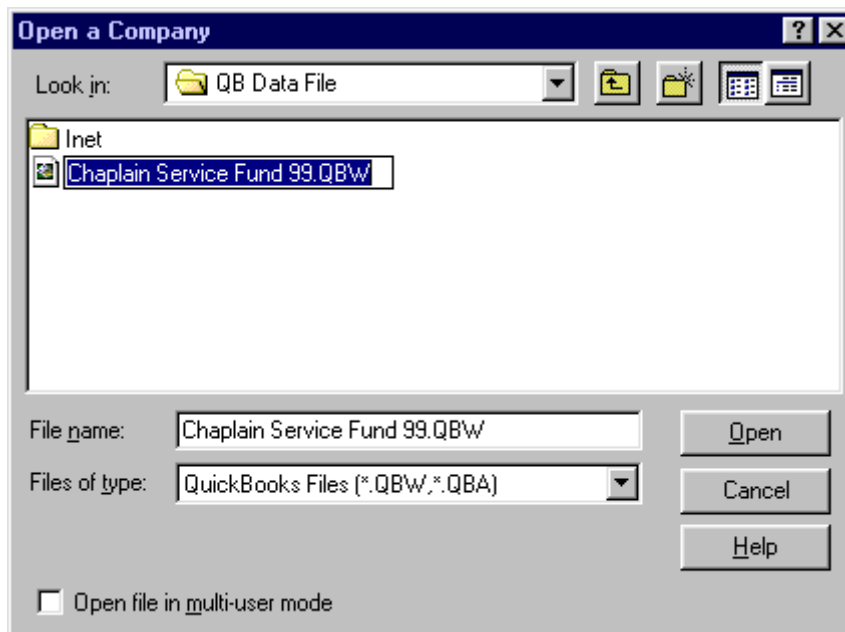 Open a Company
Look in: QB Data File
Inet
Chaplain Service Fund 99.QBW
File name: Chaplain Service Fund 99.QBW Open
Files of type: QuickBooks Files (*.QBW,*.QBA) Cancel
Help
Open file in multi-user mode